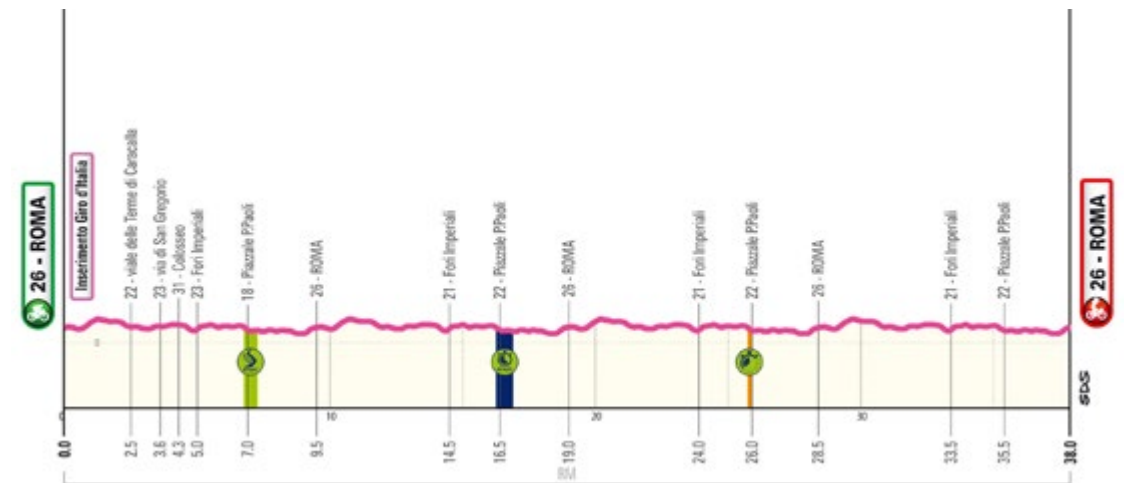 26 - ROMA
Inserimento Giro d'Italia
22 - viale delle Terme di Caracalla
23 - via di San Gregorio
31 - Colosseo
23 - Fori Imperiali
18 - Piazzale P.Paoli
26 - ROMA
21 - Fori Imperiali
22 - Piazzale P.Paoli
26 - ROMA
21 - Fori Imperiali
22 - Piazzale P.Paoli
26 - ROMA
21 - Fori Imperiali
22 - Piazzale P.Paoli
26 - ROMA
SDS
0
10
20
30
0.0
2.5
3.6
4.3
5.0
7.0
9.5
14.5
16.5
19.0
24.0
26.0
28.5
33.5
35.5
38.0
RM